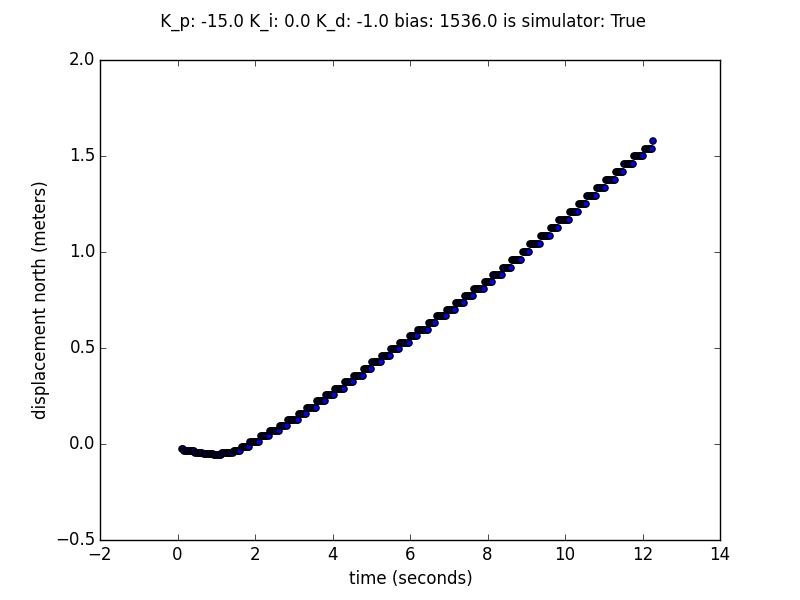 K_p: -15.0 K_i: 0.0 K_d: -1.0 bias: 1536.0 is simulator: True
2.0
1.5
1.0
0.5
0.0
−0.5
displacement north (meters)
−2 0 2 4 6 8 10 12 14
time (seconds)